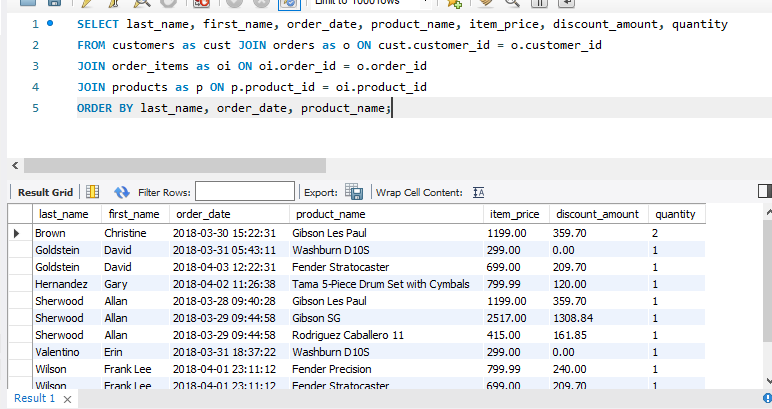 Limit to 1000 rows
1 SELECT last_name, first_name, order_date, product_name, item_price, discount_amount, quantity
2 FROM customers as cust JOIN orders as o ON cust.customer_id = o.customer_id
3 JOIN order_items as oi ON oi.order_id = o.order_id
4 JOIN products as p ON p.product_id = oi.product_id
5 ORDER BY last_name, order_date, product_name;
Result Grid Filter Rows: Export: Wrap Cell Content:
last_name first_name order_date product_name item_price discount_amount quantity
Brown Christine 2018-03-30 15:22:31 Gibson Les Paul 1199.00 359.70 2
Goldstein David 2018-03-31 05:43:11 Washburn D10S 299.00 0.00 1
Goldstein David 2018-04-03 12:22:31 Fender Stratocaster 699.00 209.70 1
Hernandez Gary 2018-04-02 11:26:38 Tama 5-Piece Drum Set with Cymbals 799.99 120.00 1
Sherwood Allan 2018-03-28 09:40:28 Gibson Les Paul 1199.00 359.70 1
Sherwood Allan 2018-03-29 09:44:58 Gibson SG 2517.00 1308.84 1
Sherwood Allan 2018-03-29 09:44:58 Rodriguez Caballero 11 415.00 161.85 1
Valentino Erin 2018-03-31 18:37:22 Washburn D10S 299.00 0.00 1
Wilson Frank Lee 2018-04-01 23:11:12 Fender Precision 799.99 240.00 1
Wilson Frank Lee 2018-04-01 23:11:12 Fender Stratocaster 699.00 209.70 1
Result 1